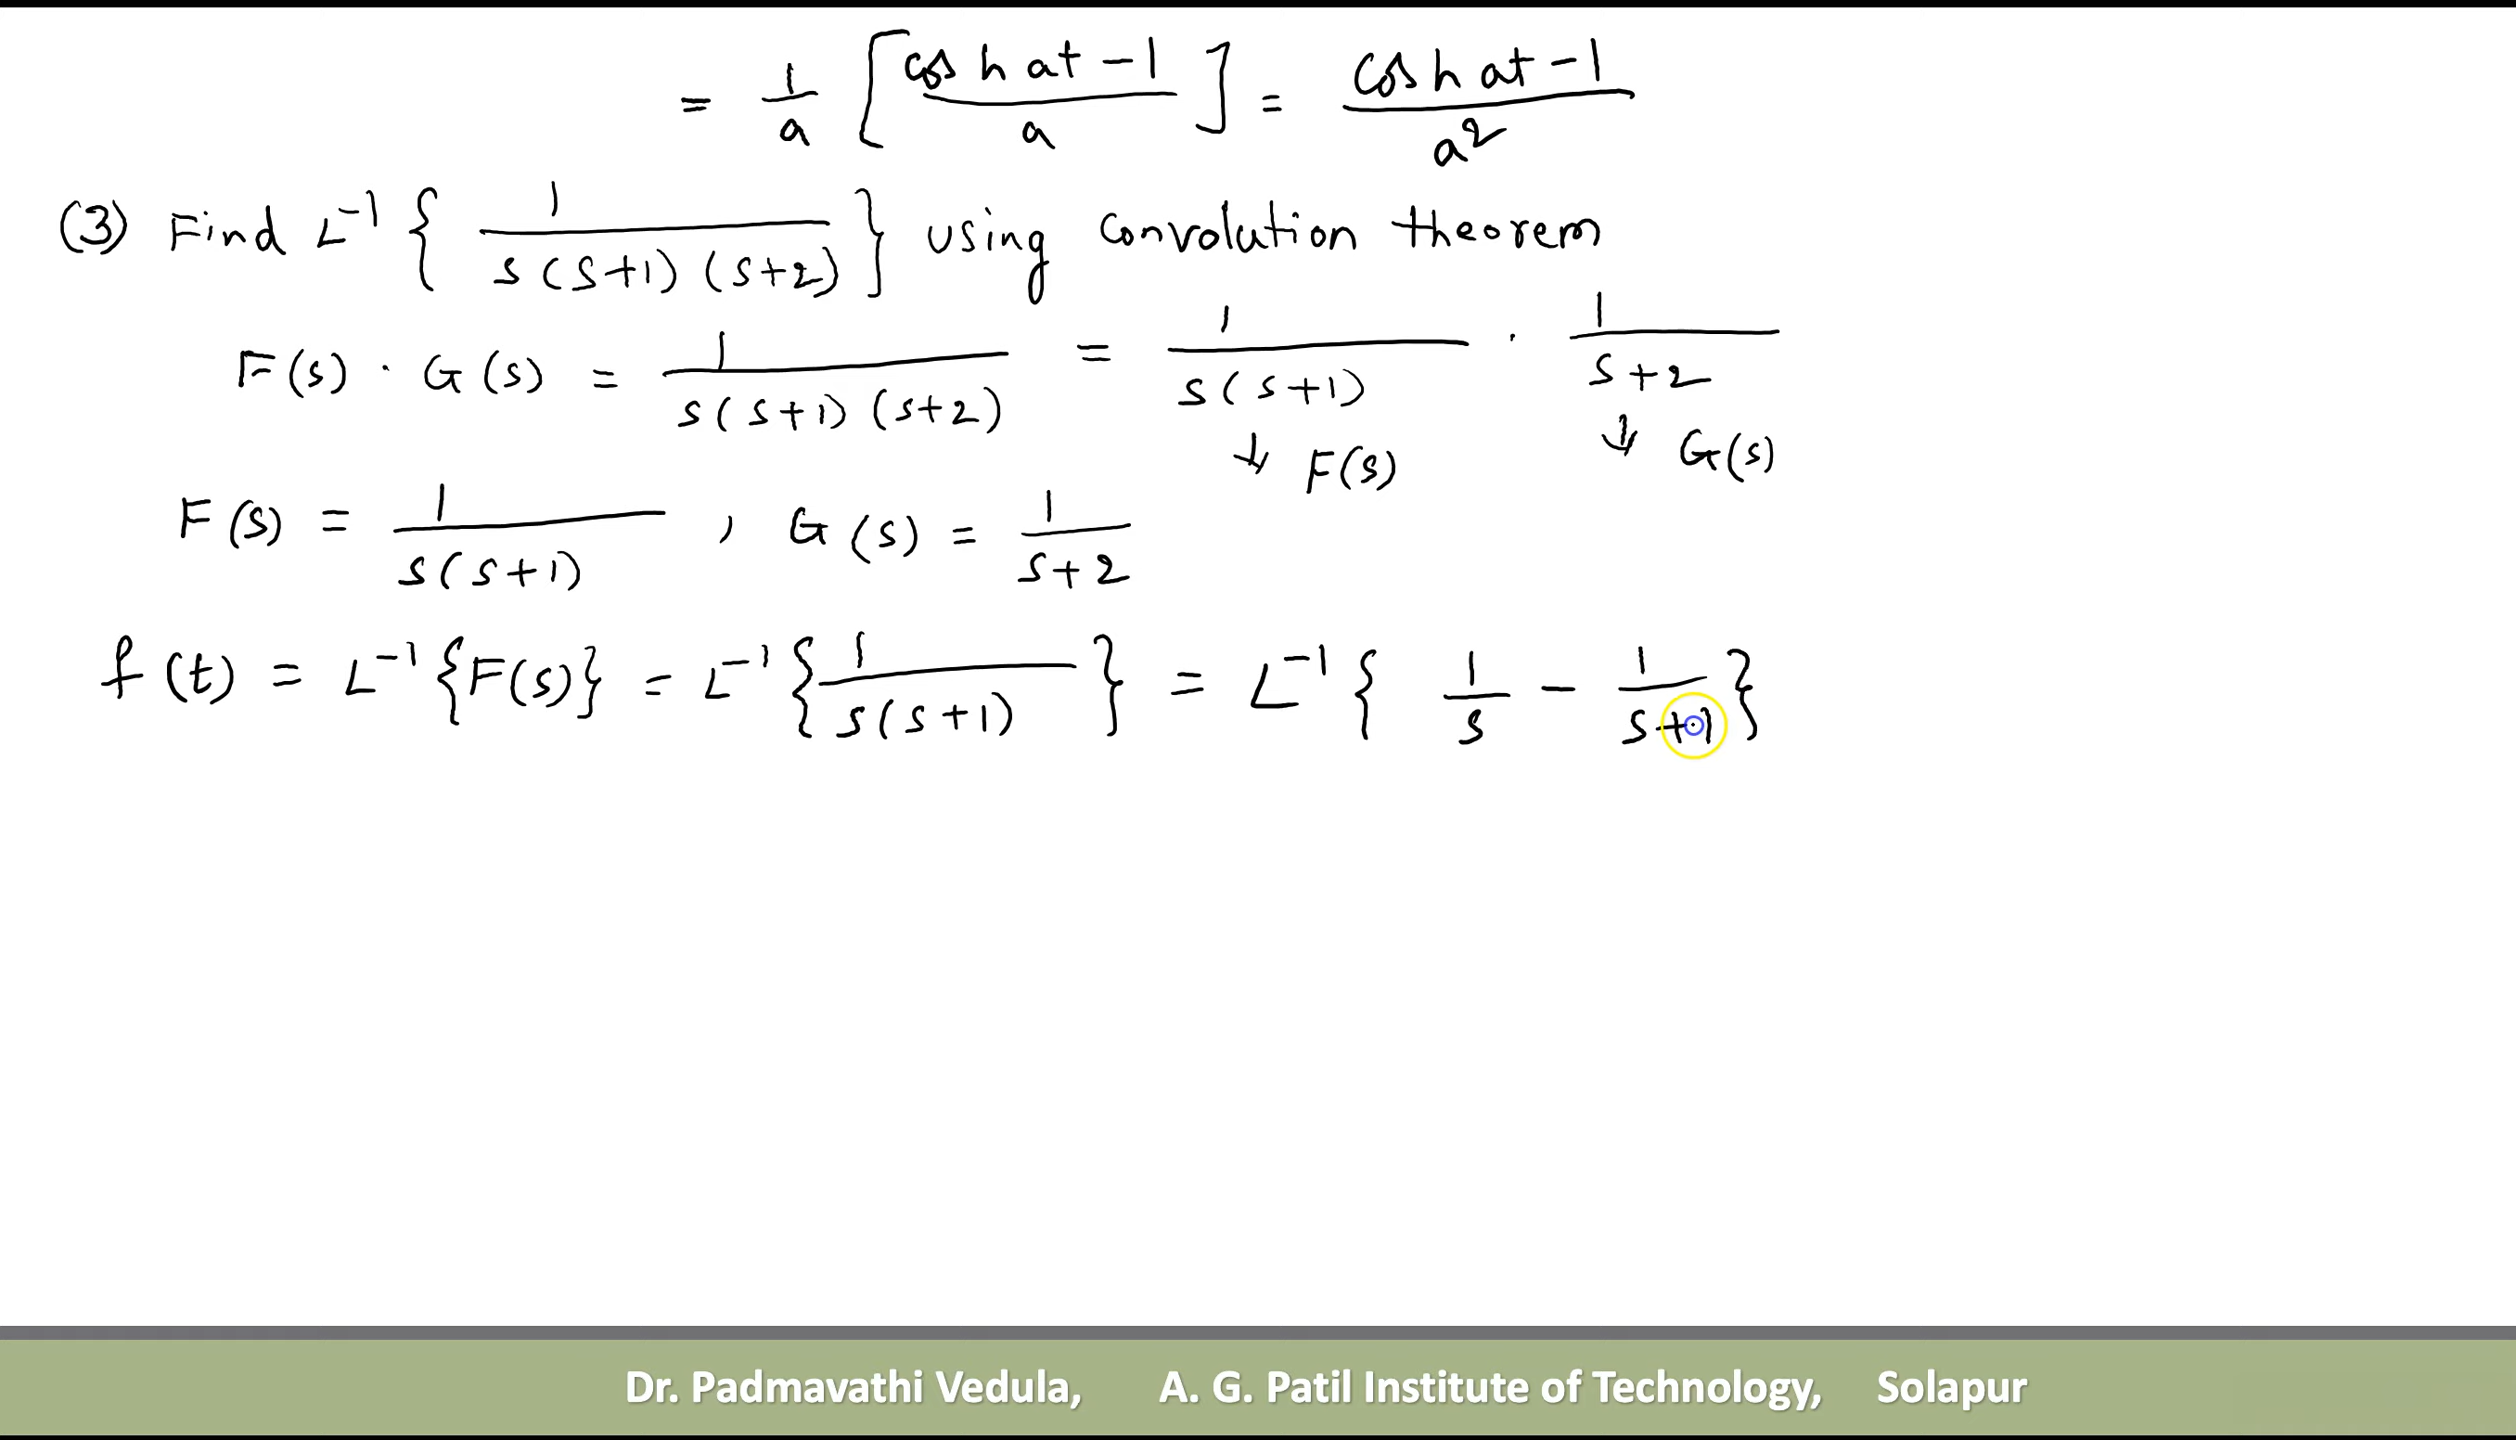 = 1/a [ (cosh at - 1)/a ] = (cosh at - 1)/a²
(3) Find L⁻¹ { 1/(s(s+1)(s+2)) } using convolution theorem
F(s) · G(s) = 1/(s(s+1)(s+2)) = 1/(s(s+1)) · 1/(s+2)
↓ F(s) ↓ G(s)
F(s) = 1/(s(s+1)) , G(s) = 1/(s+2)
f(t) = L⁻¹{F(s)} = L⁻¹{ 1/(s(s+1)) } = L⁻¹{ 1/s - 1/(s+1) }
Dr. Padmavathi Vedula, A. G. Patil Institute of Technology, Solapur